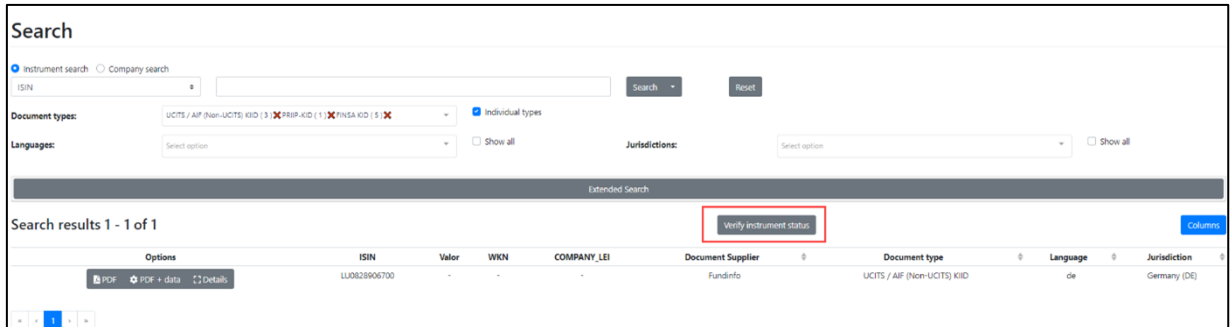 Search
Instrument search Company search
ISIN Search Reset
Document types: UCITS / AIF (Non-UCITS) KIID ( 3 ) PRIIP-KID ( 1 ) FINSA KID ( 5 ) Individual types
Languages: Select option Show all Jurisdictions: Select option Show all
Extended Search
Search results 1 - 1 of 1 Verify instrument status Columns
Options ISIN Valor WKN COMPANY_LEI Document Supplier Document type Language Jurisdiction
PDF PDF + data Details LU0828906700 - - - Fundinfo UCITS / AIF (Non-UCITS) KIID de Germany (DE)
« ‹ 1 › »